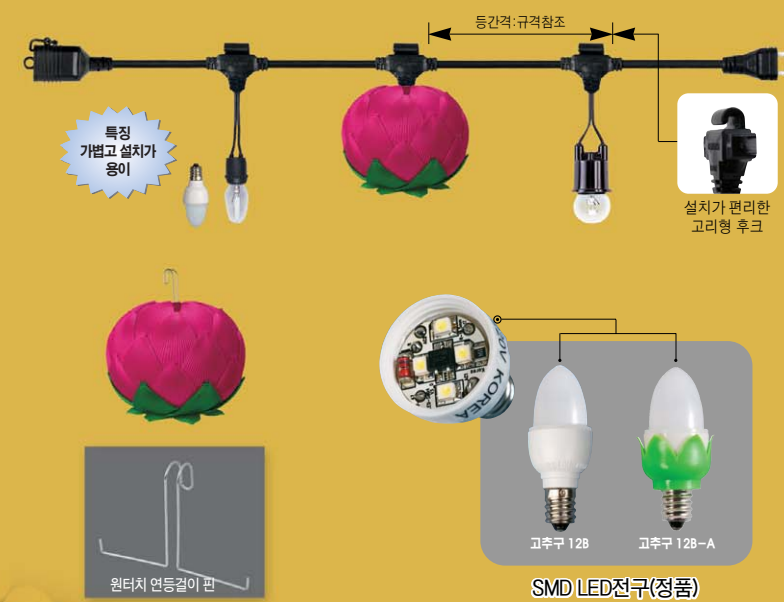 등간격:규격참조
특징
가볍고 설치가
용이
설치가 편리한
고리형 후크
20V KOREA
고추구 12B
고추구 12B-A
원터치 연등걸이 핀
SMD LED전구(정품)